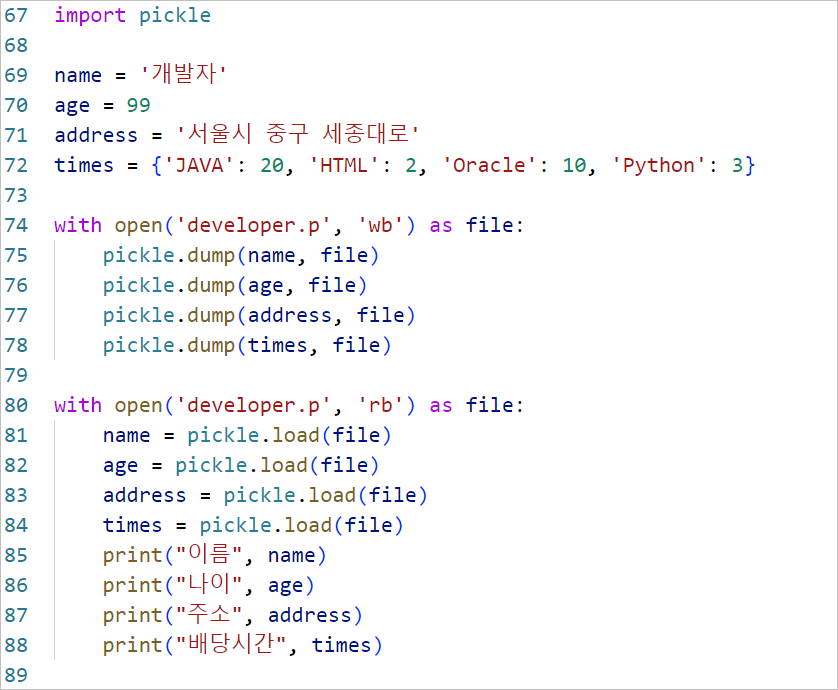 67 import pickle
68
69 name = '개발자'
70 age = 99
71 address = '서울시 중구 세종대로'
72 times = {'JAVA': 20, 'HTML': 2, 'Oracle': 10, 'Python': 3}
73
74 with open('developer.p', 'wb') as file:
75     pickle.dump(name, file)
76     pickle.dump(age, file)
77     pickle.dump(address, file)
78     pickle.dump(times, file)
79
80 with open('developer.p', 'rb') as file:
81     name = pickle.load(file)
82     age = pickle.load(file)
83     address = pickle.load(file)
84     times = pickle.load(file)
85     print("이름", name)
86     print("나이", age)
87     print("주소", address)
88     print("배당시간", times)
89